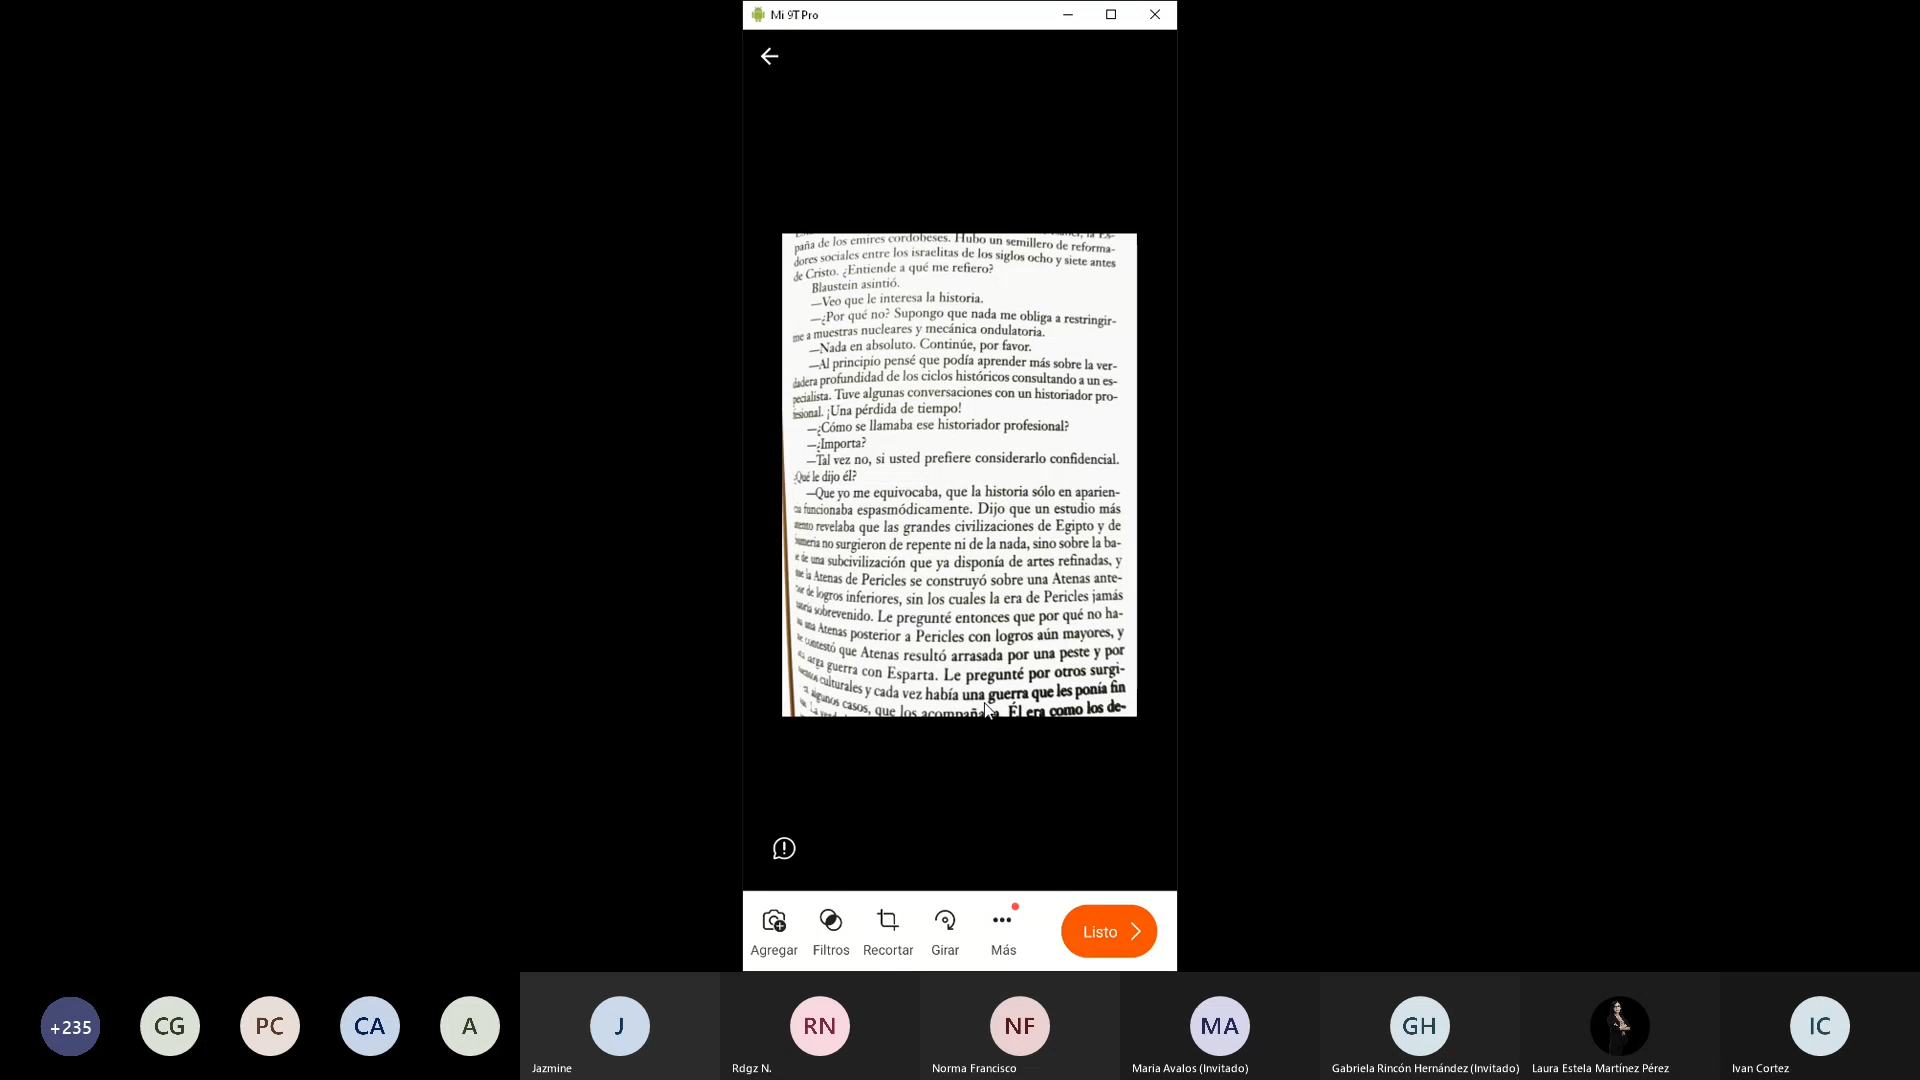 Mi 9T Pro
paña de los emires cordobeses. Hubo un semillero de reforma-
dores sociales entre los israelitas de los siglos ocho y siete antes
de Cristo. ¿Entiende a qué me refiero?
Blaustein asintió.
—Veo que le interesa la historia.
—¿Por qué no? Supongo que nada me obliga a restringir-
me a muestras nucleares y mecánica ondulatoria.
—Nada en absoluto. Continúe, por favor.
—Al principio pensé que podía aprender más sobre la ver-
dadera profundidad de los ciclos históricos consultando a un es-
pecialista. Tuve algunas conversaciones con un historiador pro-
fesional. ¡Una pérdida de tiempo!
—¿Cómo se llamaba ese historiador profesional?
—¿Importa?
—Tal vez no, si usted prefiere considerarlo confidencial.
¿Qué le dijo él?
—Que yo me equivocaba, que la historia sólo en aparien-
cia funcionaba espasmódicamente. Dijo que un estudio más
atento revelaba que las grandes civilizaciones de Egipto y de
Sumeria no surgieron de repente ni de la nada, sino sobre la ba-
se de una subcivilización que ya disponía de artes refinadas, y
que la Atenas de Pericles se construyó sobre una Atenas ante-
rior de logros inferiores, sin los cuales la era de Pericles jamás
sobrevenido. Le pregunté entonces que por qué no ha-
una Atenas posterior a Pericles con logros aún mayores, y
contestó que Atenas resultó arrasada por una peste y por
larga guerra con Esparta. Le pregunté por otros surgi-
culturales y cada vez había una guerra que les ponía fin
algunos casos, que los Él era como los de-
Agregar
Filtros
Recortar
Girar
Más
Listo
+235
CG
PC
CA
A
J
RN
NF
MA
GH
IC
Jazmine
Rdgz N.
Norma Francisco
Maria Avalos (Invitado)
Gabriela Rincón Hernández (Invitado)
Laura Estela Martínez Pérez
Ivan Cortez